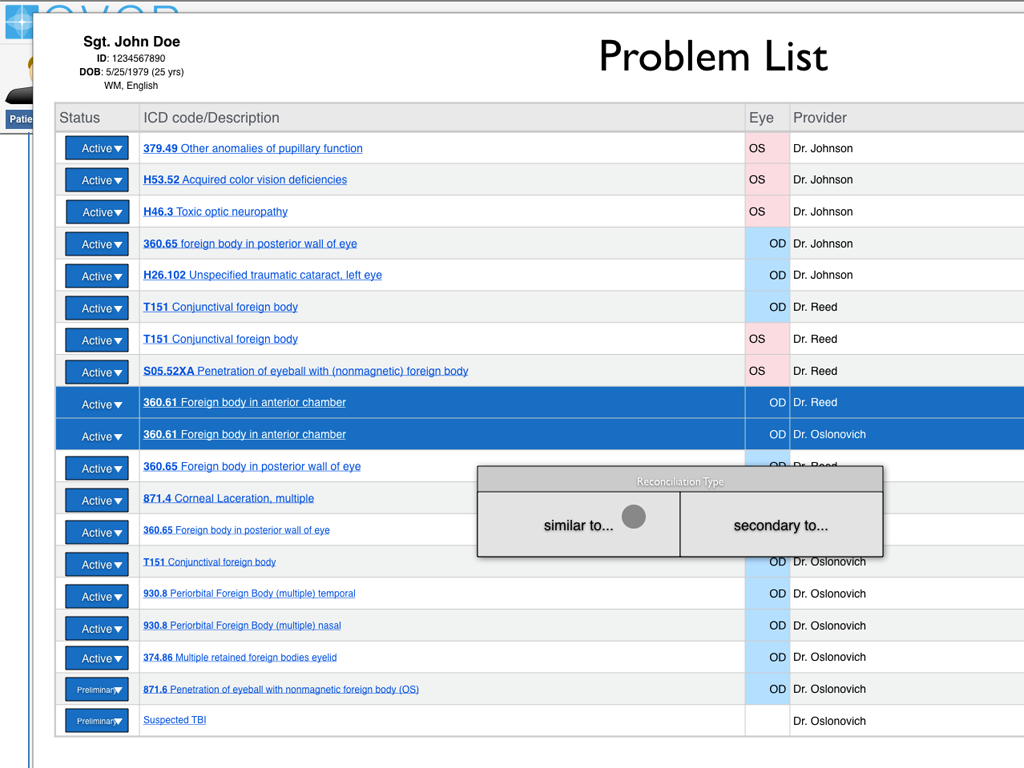 Sgt. John Doe
ID: 1234567890
DOB: 5/25/1979 (25 yrs)
WM, English
Problem List
Patie
Status ICD code/Description Eye Provider
Active 379.49 Other anomalies of pupillary function OS Dr. Johnson
Active H53.52 Acquired color vision deficiencies OS Dr. Johnson
Active H46.3 Toxic optic neuropathy OS Dr. Johnson
Active 360.65 foreign body in posterior wall of eye OD Dr. Johnson
Active H26.102 Unspecified traumatic cataract, left eye OD Dr. Johnson
Active T151 Conjunctival foreign body OD Dr. Reed
Active T151 Conjunctival foreign body OS Dr. Reed
Active S05.52XA Penetration of eyeball with (nonmagnetic) foreign body OS Dr. Reed
Active 360.61 Foreign body in anterior chamber OD Dr. Reed
Active 360.61 Foreign body in anterior chamber OD Dr. Oslonovich
Active 360.65 Foreign body in posterior wall of eye OD Dr. Reed
Reconciliation Type
Active 871.4 Corneal Laceration, multiple
similar to... secondary to...
Active 360.65 Foreign body in posterior wall of eye
Active T151 Conjunctival foreign body OD Dr. Oslonovich
Active 930.8 Periorbital Foreign Body (multiple) temporal OD Dr. Oslonovich
Active 930.8 Periorbital Foreign Body (multiple) nasal OD Dr. Oslonovich
Active 374.86 Multiple retained foreign bodies eyelid OD Dr. Oslonovich
Preliminary 871.6 Penetration of eyeball with nonmagnetic foreign body (OS) OD Dr. Oslonovich
Preliminary Suspected TBI Dr. Oslonovich